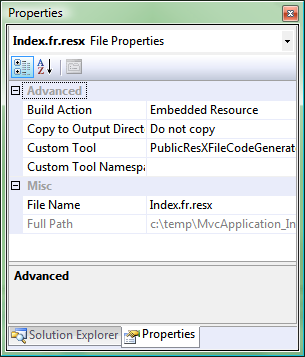 Properties
Index.fr.resx File Properties
Advanced
Build Action Embedded Resource
Copy to Output Direct Do not copy
Custom Tool PublicResXFileCodeGenerat
Custom Tool Namespa
Misc
File Name Index.fr.resx
Full Path c:\temp\MvcApplication_In
Advanced
Solution Explorer Properties